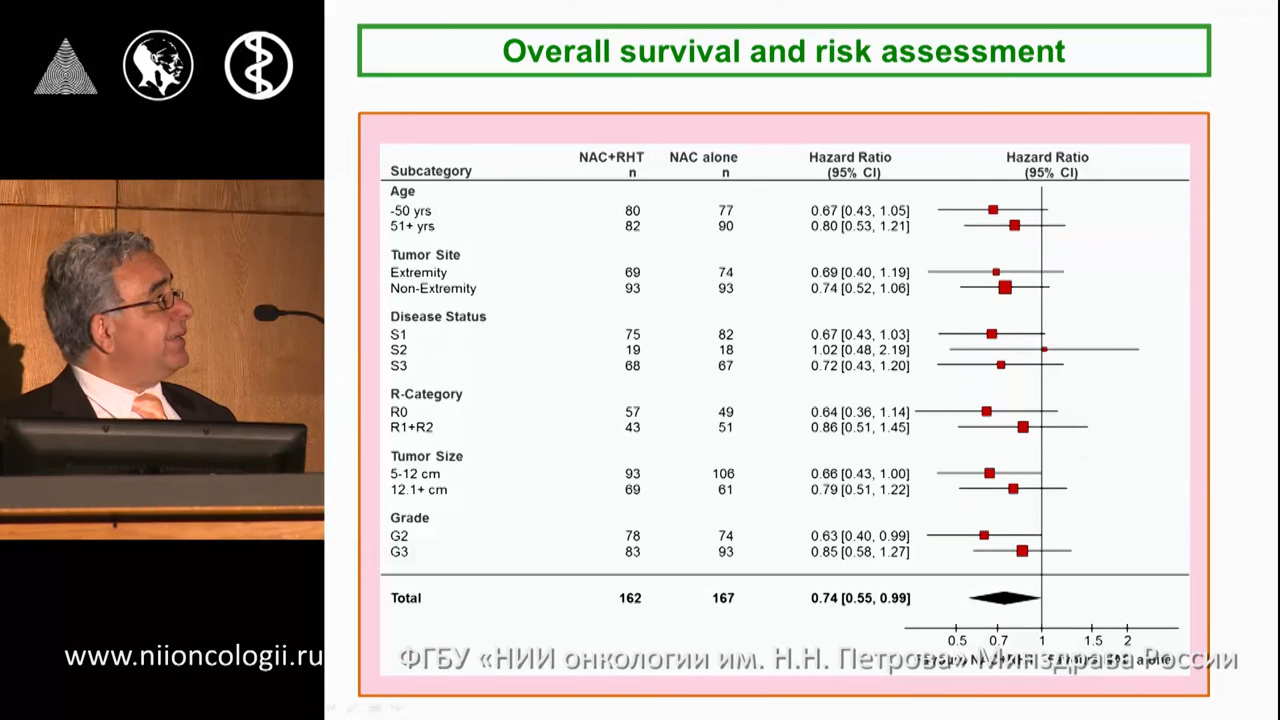 Overall survival and risk assessment
Subcategory NAC+RHT n NAC alone n Hazard Ratio (95% CI) Hazard Ratio (95% CI)
Age
-50 yrs 80 77 0.67 [0.43, 1.05]
51+ yrs 82 90 0.80 [0.53, 1.21]
Tumor Site
Extremity 69 74 0.69 [0.40, 1.19]
Non-Extremity 93 93 0.74 [0.52, 1.06]
Disease Status
S1 75 82 0.67 [0.43, 1.03]
S2 19 18 1.02 [0.48, 2.19]
S3 68 67 0.72 [0.43, 1.20]
R-Category
R0 57 49 0.64 [0.36, 1.14]
R1+R2 43 51 0.86 [0.51, 1.45]
Tumor Size
5-12 cm 93 106 0.66 [0.43, 1.00]
12.1+ cm 69 61 0.79 [0.51, 1.22]
Grade
G2 78 74 0.63 [0.40, 0.99]
G3 83 93 0.85 [0.58, 1.27]
Total 162 167 0.74 [0.55, 0.99]
0.5 0.7 1 1.5 2
www.niioncologii.ru
ФГБУ «НИИ онкологии им. Н.Н. Петрова» Минздрава России